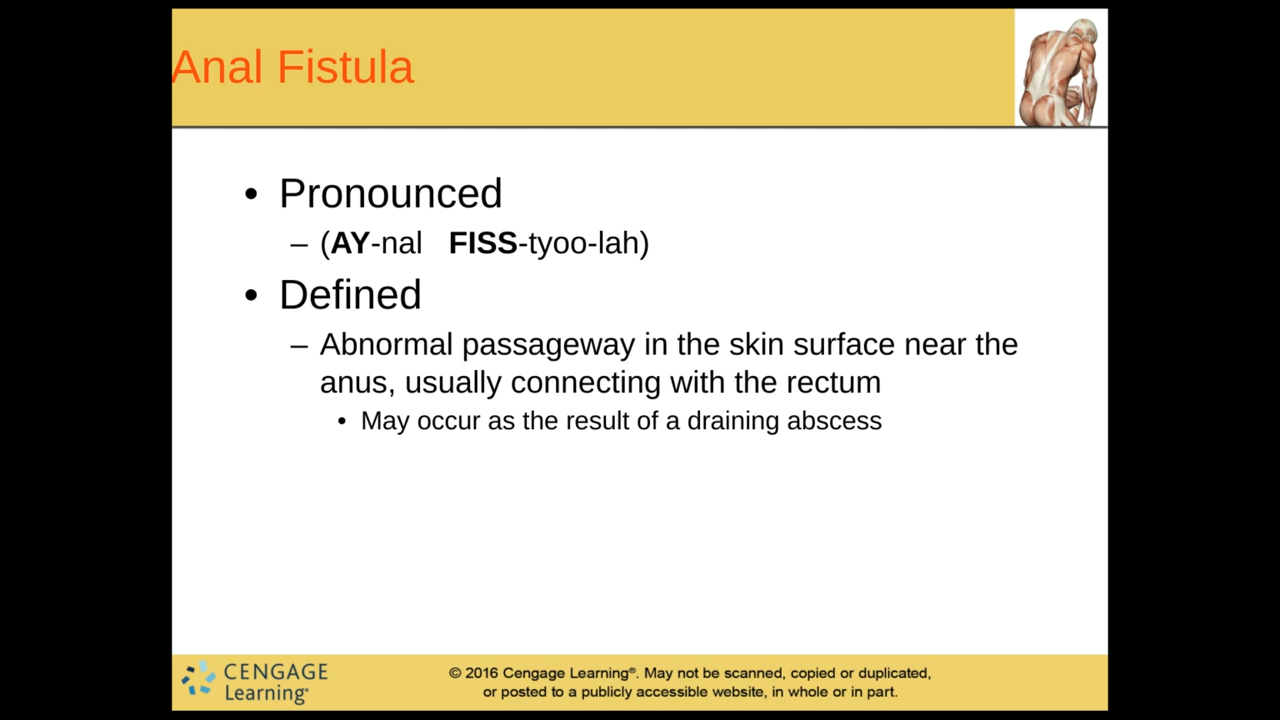 Anal Fistula
• Pronounced
– (AY-nal FISS-tyoo-lah)
• Defined
– Abnormal passageway in the skin surface near the
anus, usually connecting with the rectum
• May occur as the result of a draining abscess
CENGAGE
Learning®
© 2016 Cengage Learning®. May not be scanned, copied or duplicated,
or posted to a publicly accessible website, in whole or in part.